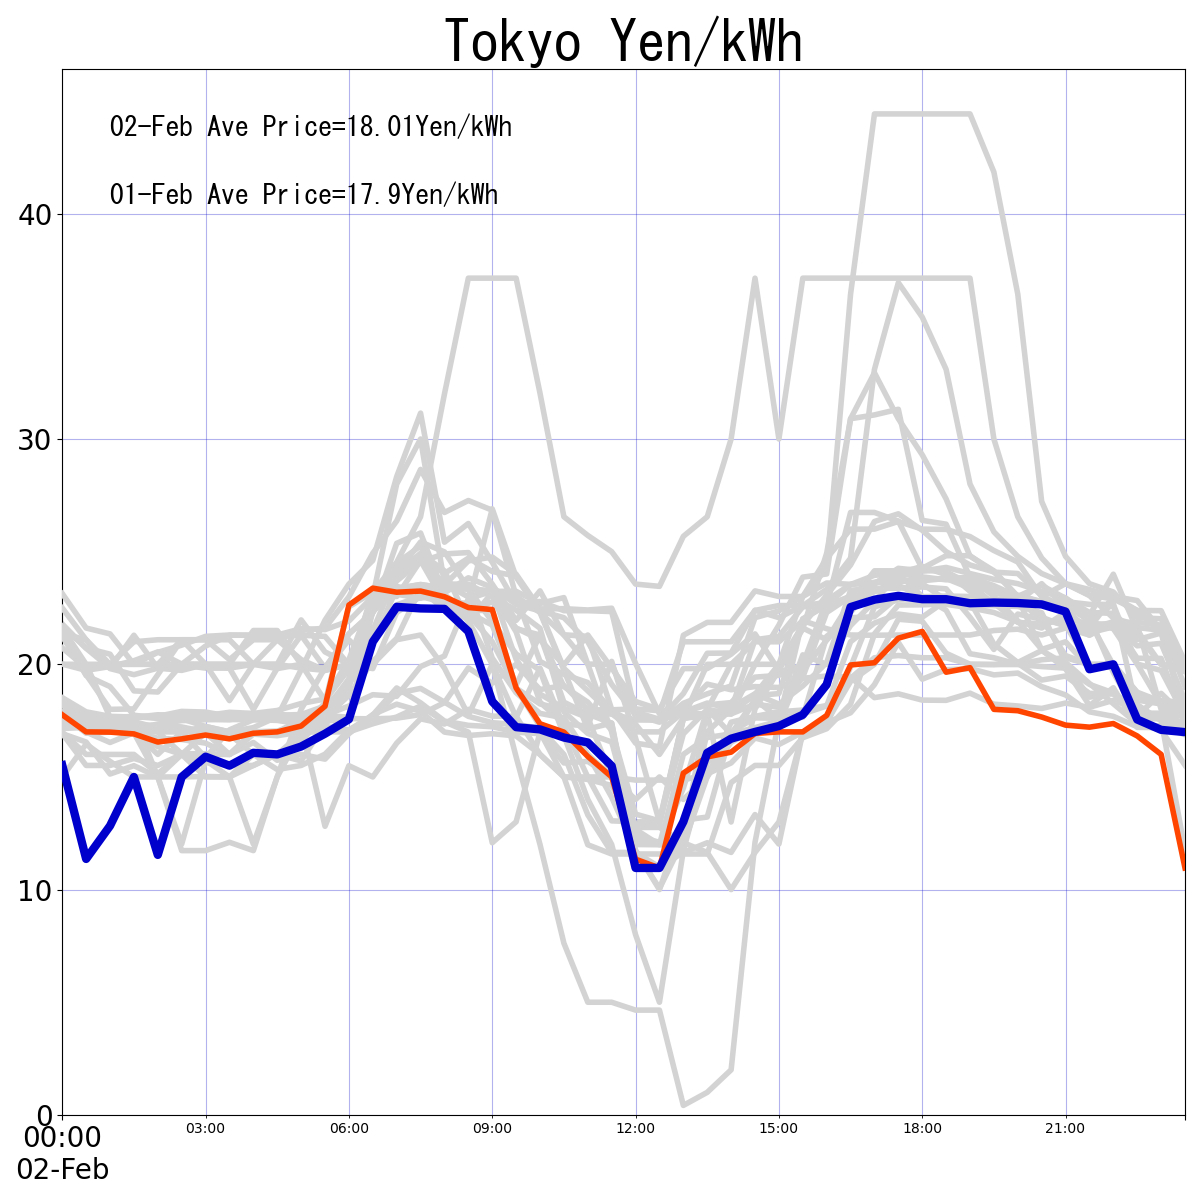 Tokyo Yen/kWh
02-Feb Ave Price=18.01Yen/kWh
01-Feb Ave Price=17.9Yen/kWh
40
30
20
10
0
00:00 03:00 06:00 09:00 12:00 15:00 18:00 21:00
02-Feb